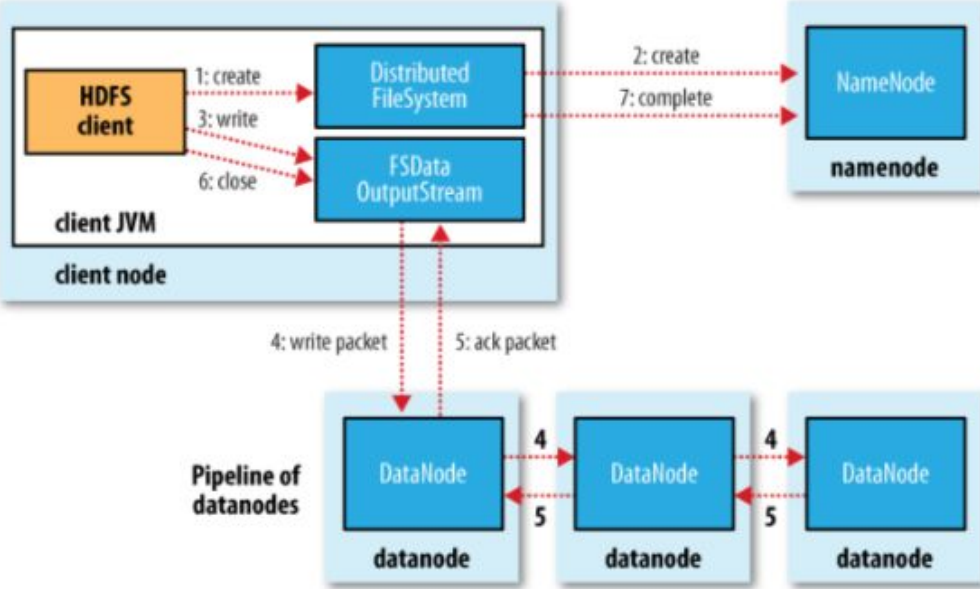 HDFS
client
1: create
3: write
6: close
Distributed
FileSystem
FSData
OutputStream
client JVM
client node
2: create
7: complete
NameNode
namenode
4: write packet
5: ack packet
Pipeline of
datanodes
DataNode
datanode
4
5
DataNode
datanode
4
5
DataNode
datanode